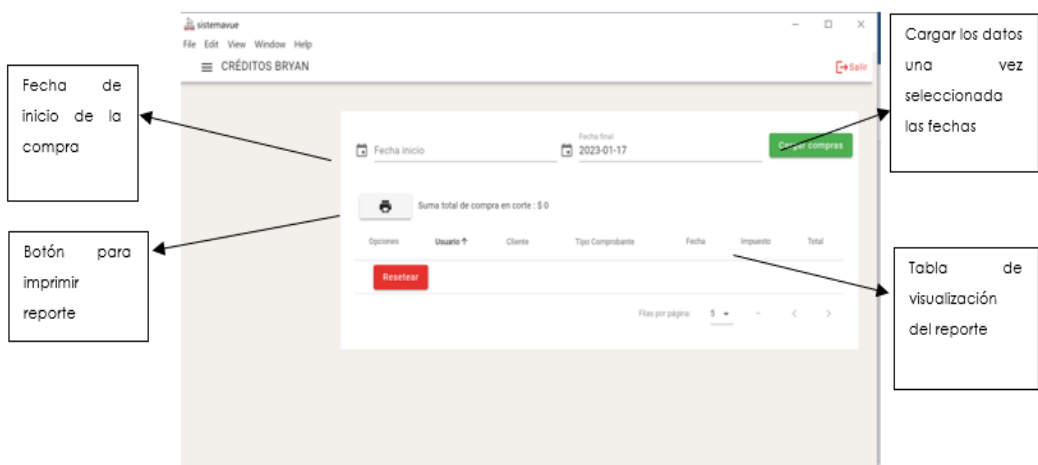 sistemavue
File Edit View Window Help
CRÉDITOS BRYAN
Salir
Fecha de
inicio de la
compra
Cargar los datos
una vez
seleccionada
las fechas
Fecha inicio
Fecha final
2023-01-17
Cargar compras
Suma total de compra en corte : $ 0
Botón para
imprimir
reporte
Opciones Usuario Cliente Tipo Comprobante Fecha Impuesto Total
Resetear
Filas por página: 5 -
Tabla de
visualización
del reporte